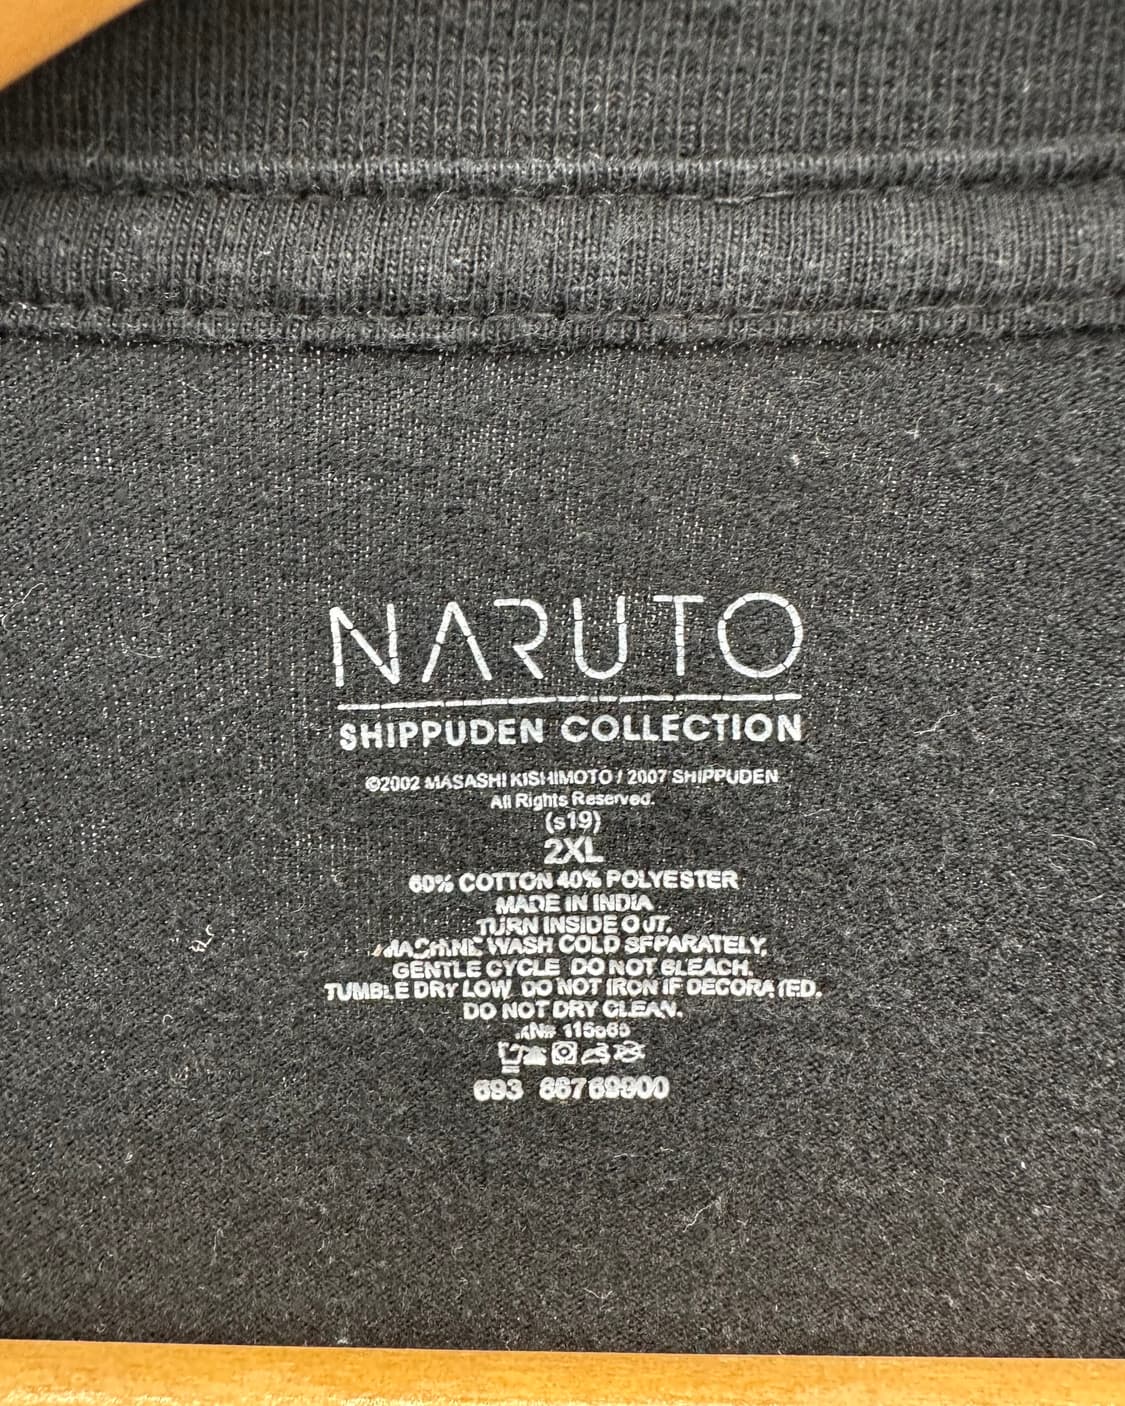 NARUTO
SHIPPUDEN COLLECTION
©2002 MASASHI KISHIMOTO / 2007 SHIPPUDEN
All Rights Reserved.
(s19)
2XL
60% COTTON 40% POLYESTER
MADE IN INDIA
TURN INSIDE OUT.
MACHINE WASH COLD SEPARATELY,
GENTLE CYCLE DO NOT BLEACH.
TUMBLE DRY LOW, DO NOT IRON IF DECORATED.
DO NOT DRY CLEAN.
RN#
693